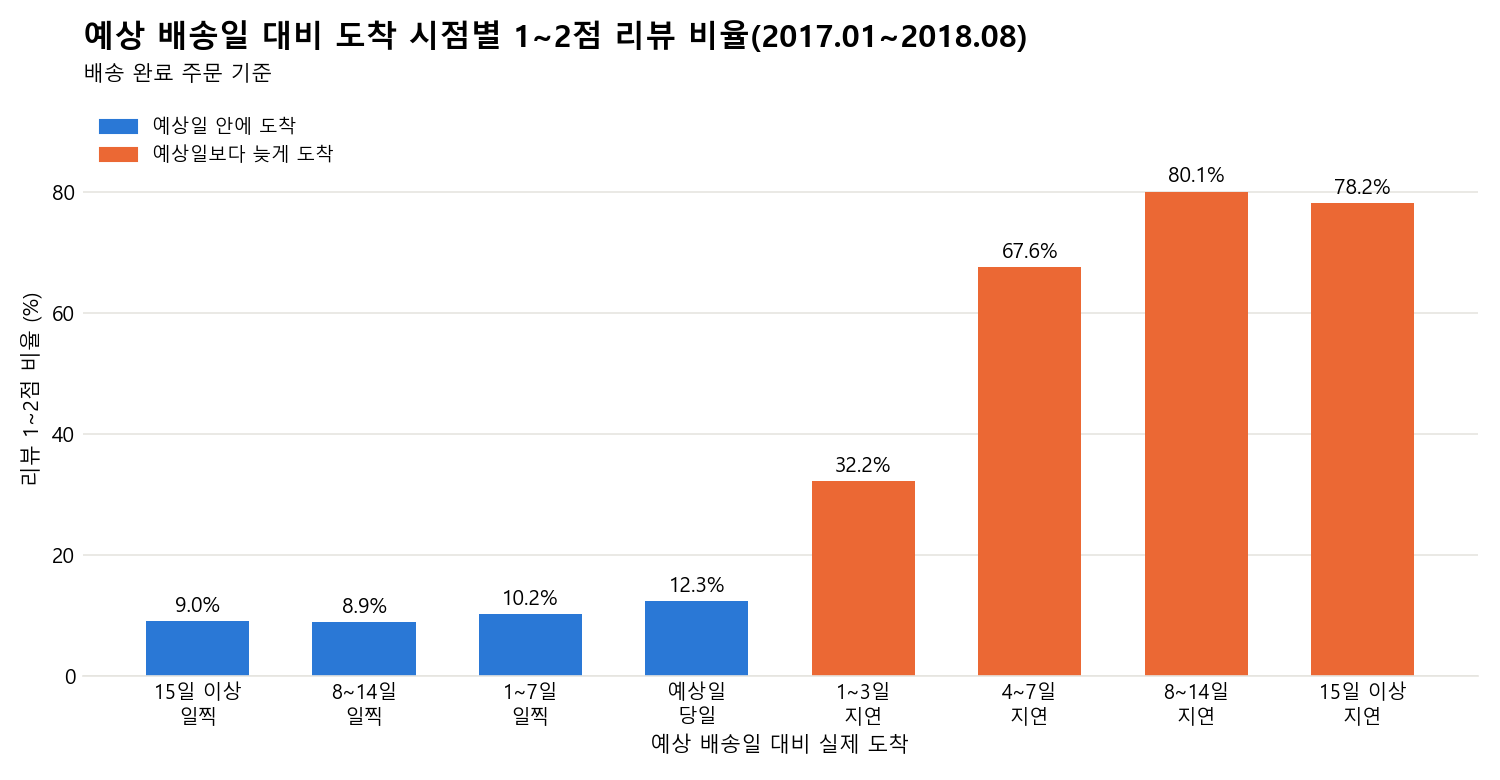 예상 배송일 대비 도착 시점별 1~2점 리뷰 비율(2017.01~2018.08)
배송 완료 주문 기준
예상일 안에 도착
예상일보다 늦게 도착
리뷰 1~2점 비율 (%)
80
60
40
20
0
9.0%
8.9%
10.2%
12.3%
32.2%
67.6%
80.1%
78.2%
15일 이상
일찍
8~14일
일찍
1~7일
일찍
예상일
당일
1~3일
지연
4~7일
지연
8~14일
지연
15일 이상
지연
예상 배송일 대비 실제 도착